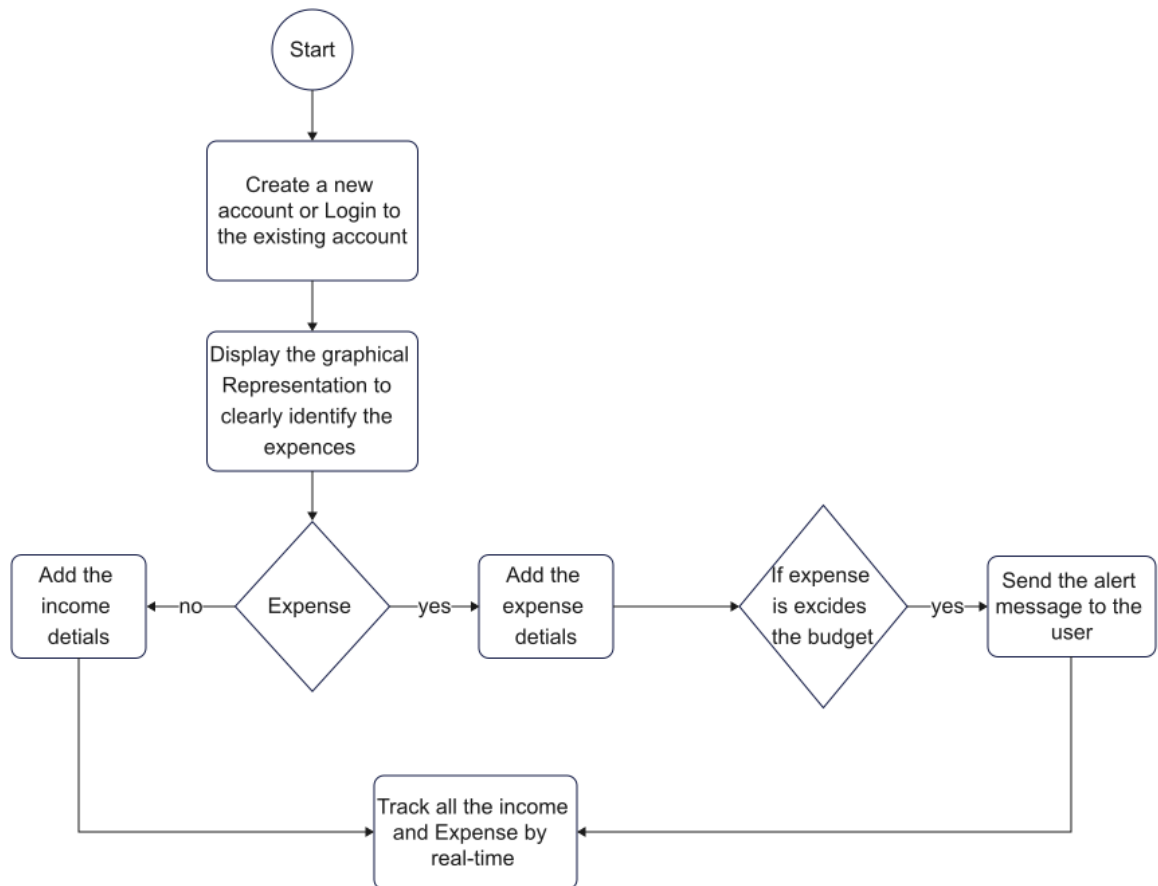 Start
Create a new
account or Login to
the existing account
Display the graphical
Representation to
clearly identify the
expences
Add the
income
detials
no
Expense
yes
Add the
expense
detials
If expense
is excides
the budget
yes
Send the alert
message to the
user
Track all the income
and Expense by
real-time